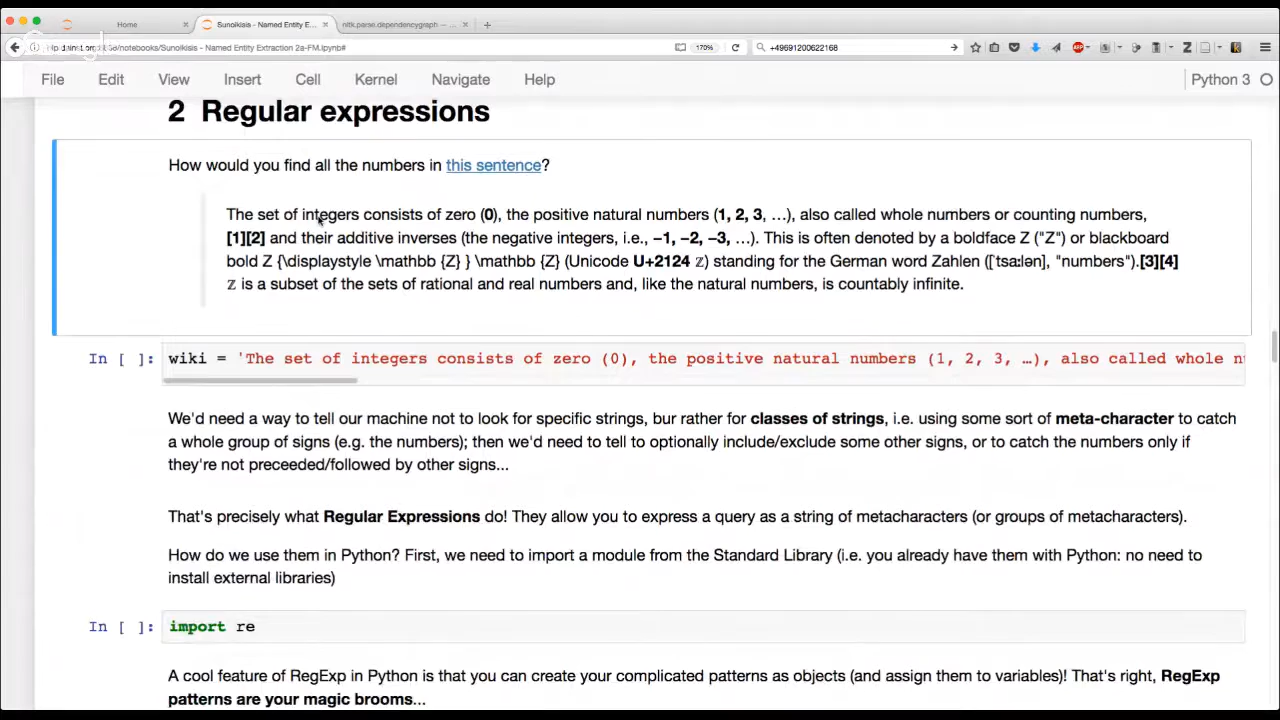 Home
Sunoikisis - Named Entity E...
nltk.parse.dependencygraph — ...
/notebooks/Sunoikisis - Named Entity Extraction 2a-FM.ipynb#
170%
+49691200622168
File Edit View Insert Cell Kernel Navigate Help Python 3
2 Regular expressions
How would you find all the numbers in this sentence?
The set of integers consists of zero (0), the positive natural numbers (1, 2, 3, …), also called whole numbers or counting numbers,
[1][2] and their additive inverses (the negative integers, i.e., −1, −2, −3, …). This is often denoted by a boldface Z ("Z") or blackboard
bold Z {\displaystyle \mathbb {Z} } \mathbb {Z} (Unicode U+2124 ℤ) standing for the German word Zahlen ([ˈtsaːlən], "numbers").[3][4]
ℤ is a subset of the sets of rational and real numbers and, like the natural numbers, is countably infinite.
In [ ]: wiki = 'The set of integers consists of zero (0), the positive natural numbers (1, 2, 3, …), also called whole n
We'd need a way to tell our machine not to look for specific strings, bur rather for classes of strings, i.e. using some sort of meta-character to catch
a whole group of signs (e.g. the numbers); then we'd need to tell to optionally include/exclude some other signs, or to catch the numbers only if
they're not preceeded/followed by other signs...
That's precisely what Regular Expressions do! They allow you to express a query as a string of metacharacters (or groups of metacharacters).
How do we use them in Python? First, we need to import a module from the Standard Library (i.e. you already have them with Python: no need to
install external libraries)
In [ ]: import re
A cool feature of RegExp in Python is that you can create your complicated patterns as objects (and assign them to variables)! That's right, RegExp
patterns are your magic brooms...